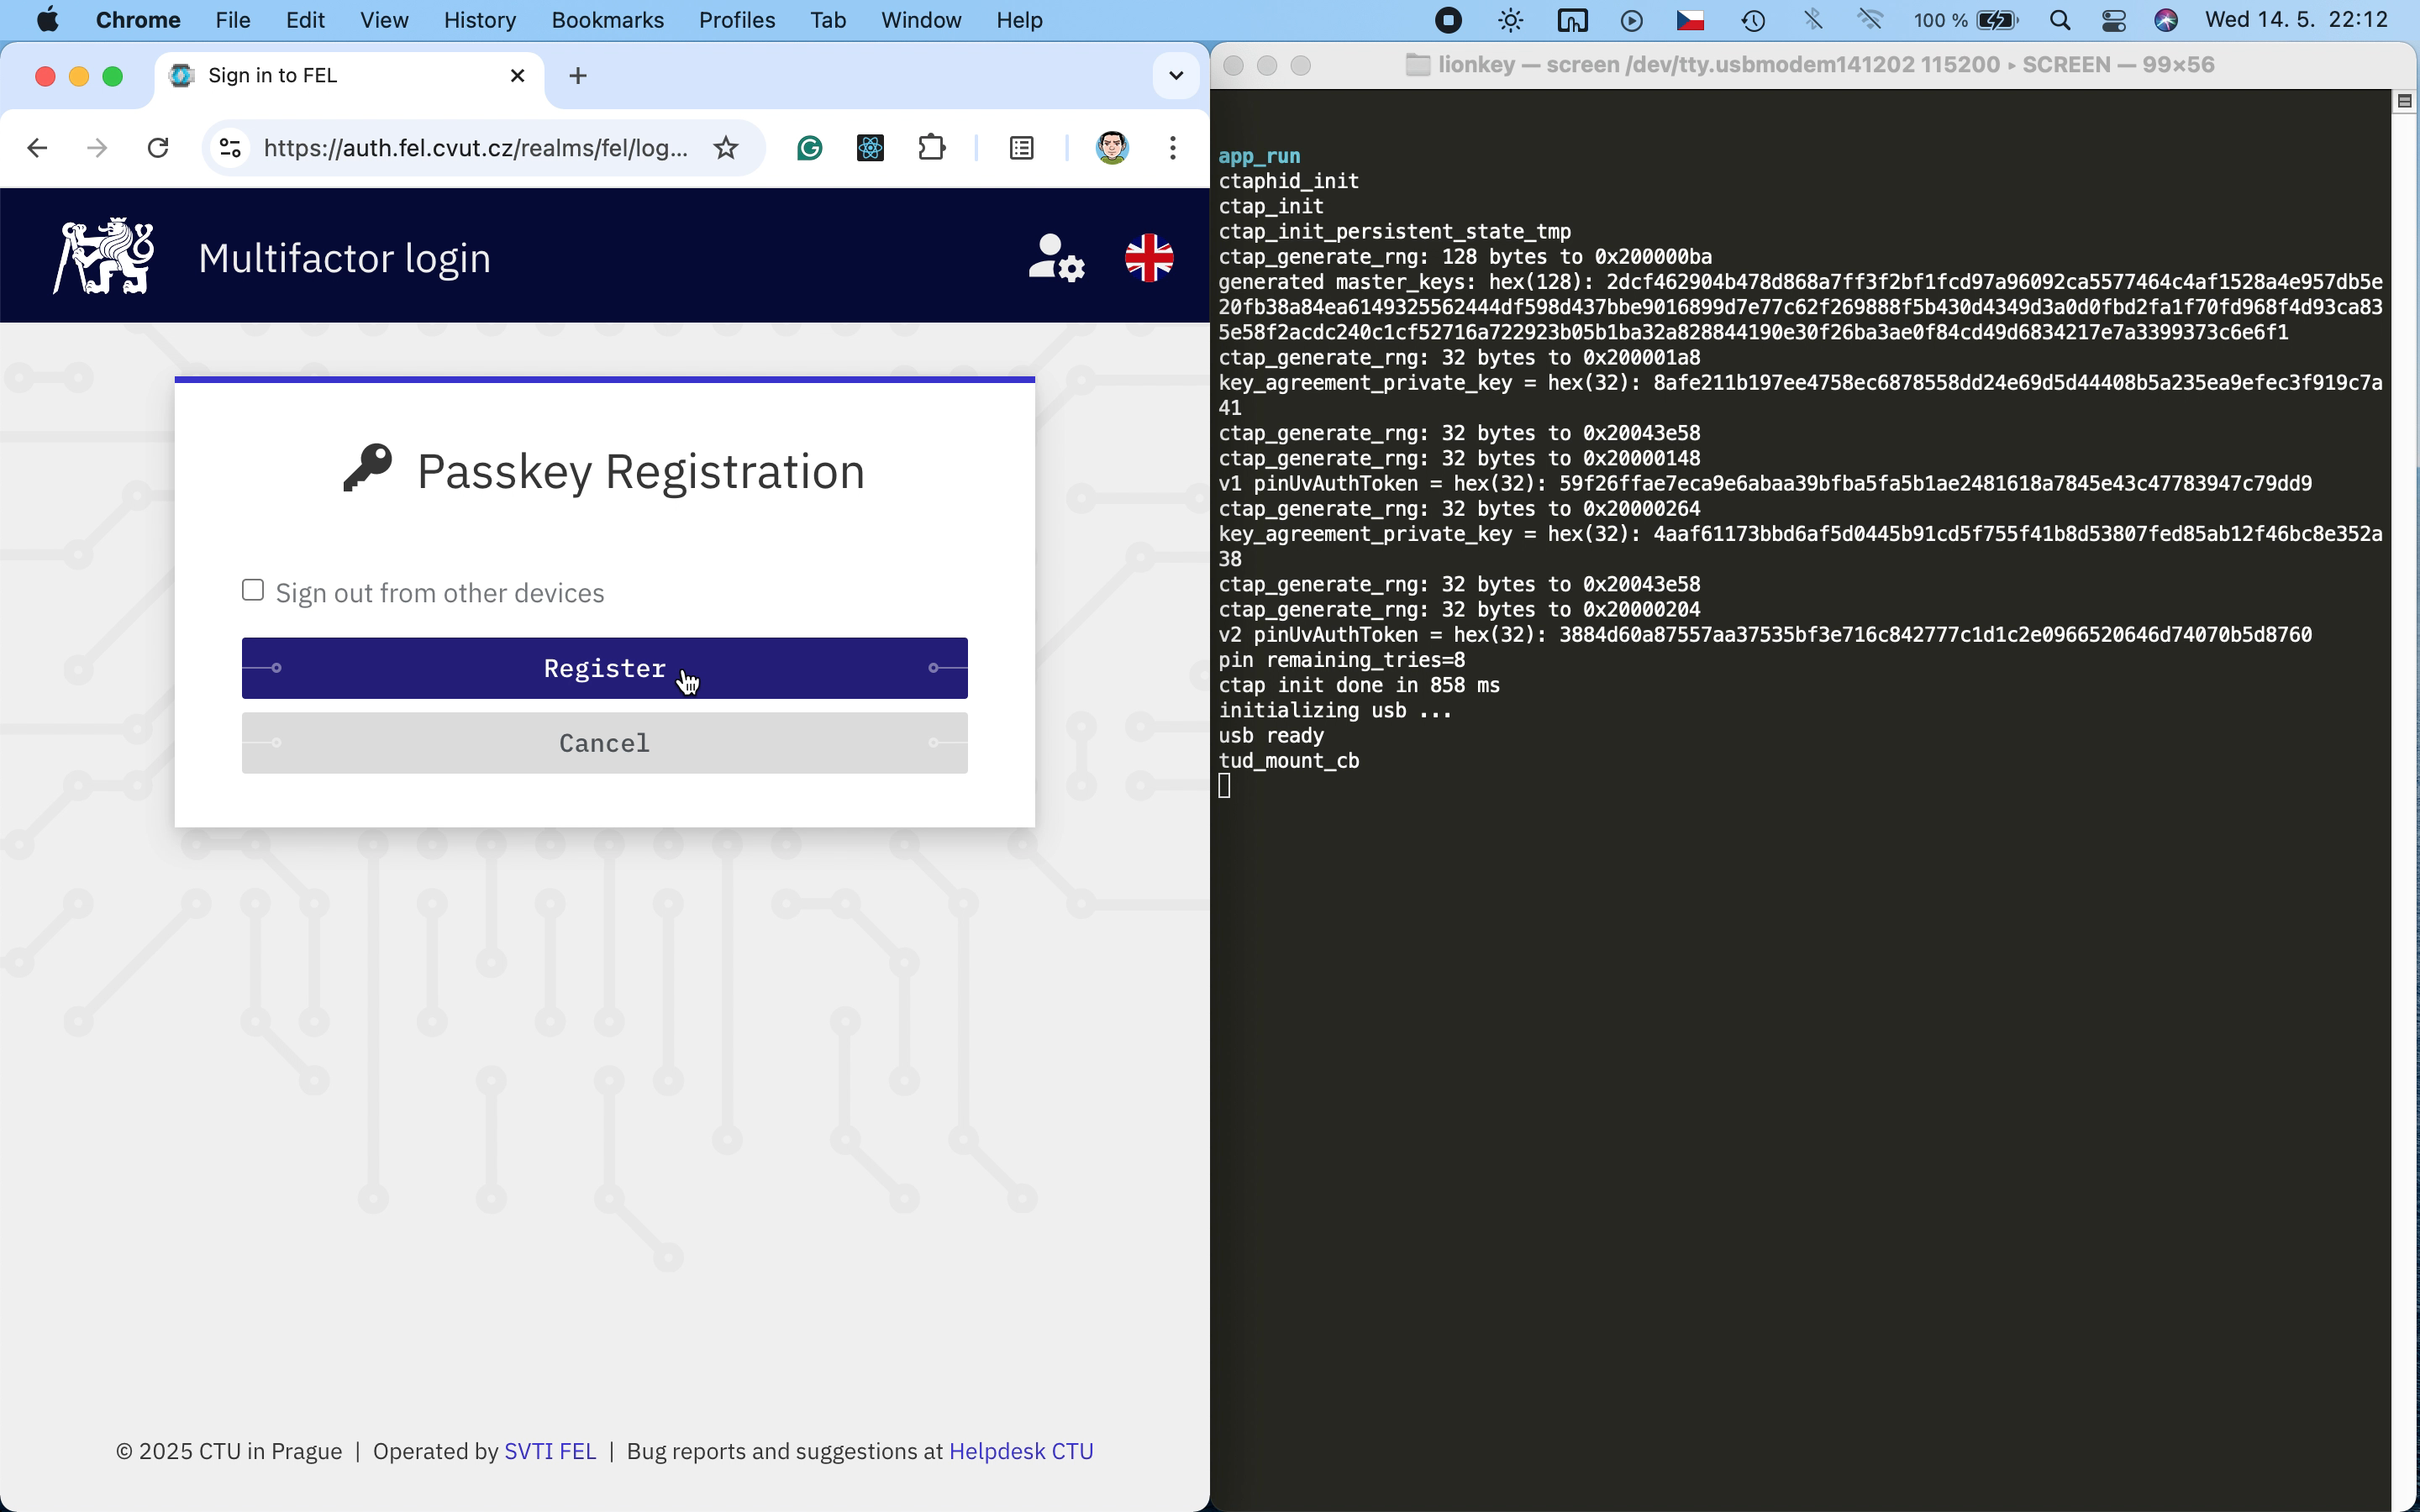 Chrome File Edit View History Bookmarks Profiles Tab Window Help 100 % Wed 14. 5. 22:12
Sign in to FEL
https://auth.fel.cvut.cz/realms/fel/log...
Multifactor login
Passkey Registration
Sign out from other devices
Register
Cancel
© 2025 CTU in Prague | Operated by SVTI FEL | Bug reports and suggestions at Helpdesk CTU
lionkey — screen /dev/tty.usbmodem141202 115200 ▸ SCREEN — 99×56
app_run
ctaphid_init
ctap_init
ctap_init_persistent_state_tmp
ctap_generate_rng: 128 bytes to 0x200000ba
generated master_keys: hex(128): 2dcf462904b478d868a7ff3f2bf1fcd97a96092ca5577464c4af1528a4e957db5e
20fb38a84ea6149325562444df598d437bbe9016899d7e77c62f269888f5b430d4349d3a0d0fbd2fa1f70fd968f4d93ca83
5e58f2acdc240c1cf52716a722923b05b1ba32a828844190e30f26ba3ae0f84cd49d6834217e7a3399373c6e6f1
ctap_generate_rng: 32 bytes to 0x200001a8
key_agreement_private_key = hex(32): 8afe211b197ee4758ec6878558dd24e69d5d44408b5a235ea9efec3f919c7a
41
ctap_generate_rng: 32 bytes to 0x20043e58
ctap_generate_rng: 32 bytes to 0x20000148
v1 pinUvAuthToken = hex(32): 59f26ffae7eca9e6abaa39bfba5fa5b1ae2481618a7845e43c47783947c79dd9
ctap_generate_rng: 32 bytes to 0x20000264
key_agreement_private_key = hex(32): 4aaf61173bbd6af5d0445b91cd5f755f41b8d53807fed85ab12f46bc8e352a
38
ctap_generate_rng: 32 bytes to 0x20043e58
ctap_generate_rng: 32 bytes to 0x20000204
v2 pinUvAuthToken = hex(32): 3884d60a87557aa37535bf3e716c842777c1d1c2e0966520646d74070b5d8760
pin remaining_tries=8
ctap init done in 858 ms
initializing usb ...
usb ready
tud_mount_cb